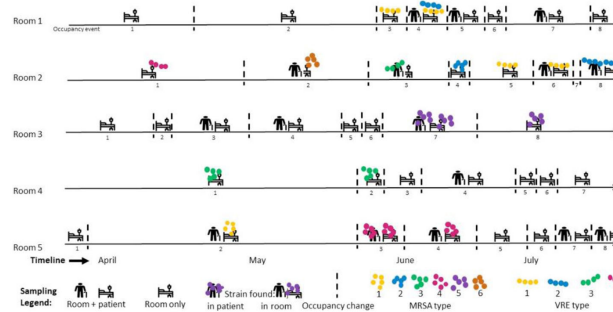 Room 1
Occupancy event 1 2 3 4 5 6 7 8
Room 2
1 2 3 4 5 6 7 8
Room 3
1 2 3 4 5 6 7 8
Room 4
1 2 3 4 5 6 7
Room 5
1 2 3 4 5 6 7 8
Timeline April May June July
Sampling Legend: Room + patient Room only Strain found: in patient in room Occupancy change
1 2 3 4 5 6
MRSA type
1 2 3
VRE type